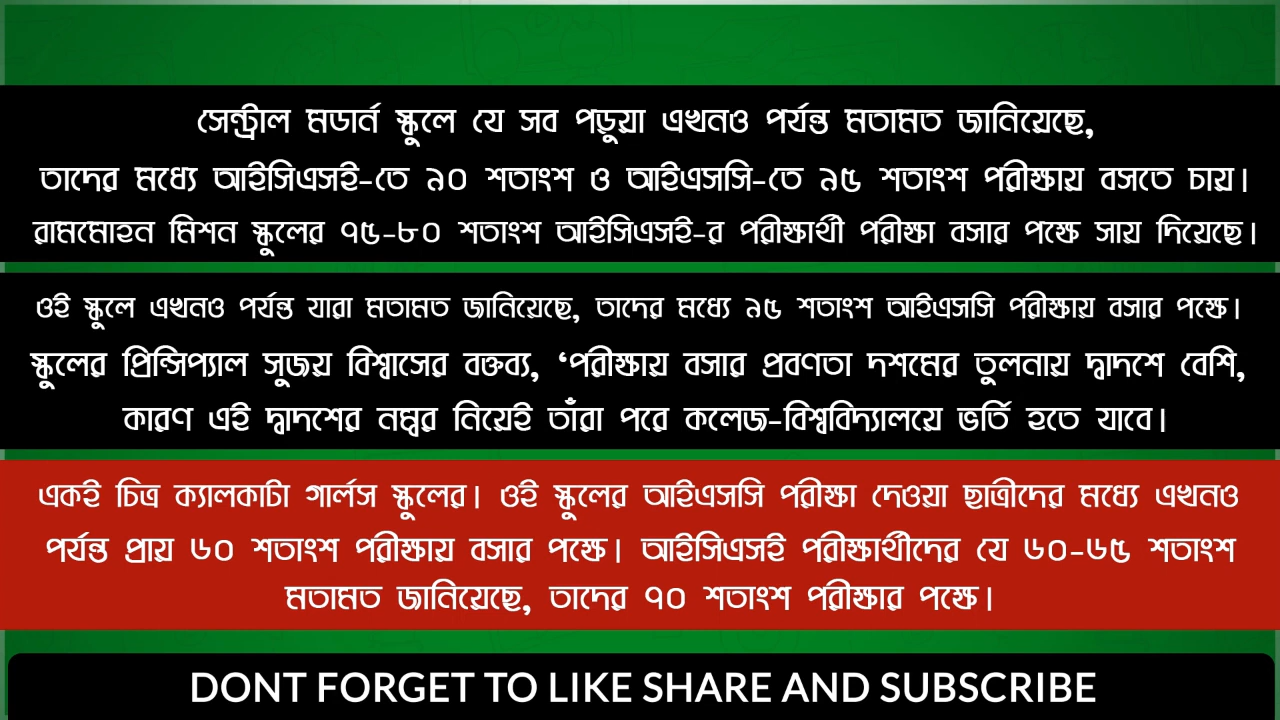 সেন্ট্রাল মডার্ন স্কুলে যে সব পড়ুয়া এখনও পর্যন্ত মতামত জানিয়েছে,
তাদের মধ্যে আইসিএসই-তে ৯০ শতাংশ ও আইএসসি-তে ৯৫ শতাংশ পরীক্ষায় বসতে চায়।
রামমোহন মিশন স্কুলের ৭৫-৮০ শতাংশ আইসিএসই-র পরীক্ষার্থী পরীক্ষা বসার পক্ষে সায় দিয়েছে।
ওই স্কুলে এখনও পর্যন্ত যারা মতামত জানিয়েছে, তাদের মধ্যে ৯৫ শতাংশ আইএসসি পরীক্ষায় বসার পক্ষে।
স্কুলের প্রিন্সিপ্যাল সুজয় বিশ্বাসের বক্তব্য, ‘পরীক্ষায় বসার প্রবণতা দশমের তুলনায় দ্বাদশে বেশি,
কারণ এই দ্বাদশের নম্বর নিয়েই তাঁরা পরে কলেজ-বিশ্ববিদ্যালয়ে ভর্তি হতে যাবে।
একই চিত্র ক্যালকাটা গার্লস স্কুলের। ওই স্কুলের আইএসসি পরীক্ষা দেওয়া ছাত্রীদের মধ্যে এখনও
পর্যন্ত প্রায় ৬০ শতাংশ পরীক্ষায় বসার পক্ষে। আইসিএসই পরীক্ষার্থীদের যে ৬০-৬৫ শতাংশ
মতামত জানিয়েছে, তাদের ৭০ শতাংশ পরীক্ষার পক্ষে।
DONT FORGET TO LIKE SHARE AND SUBSCRIBE